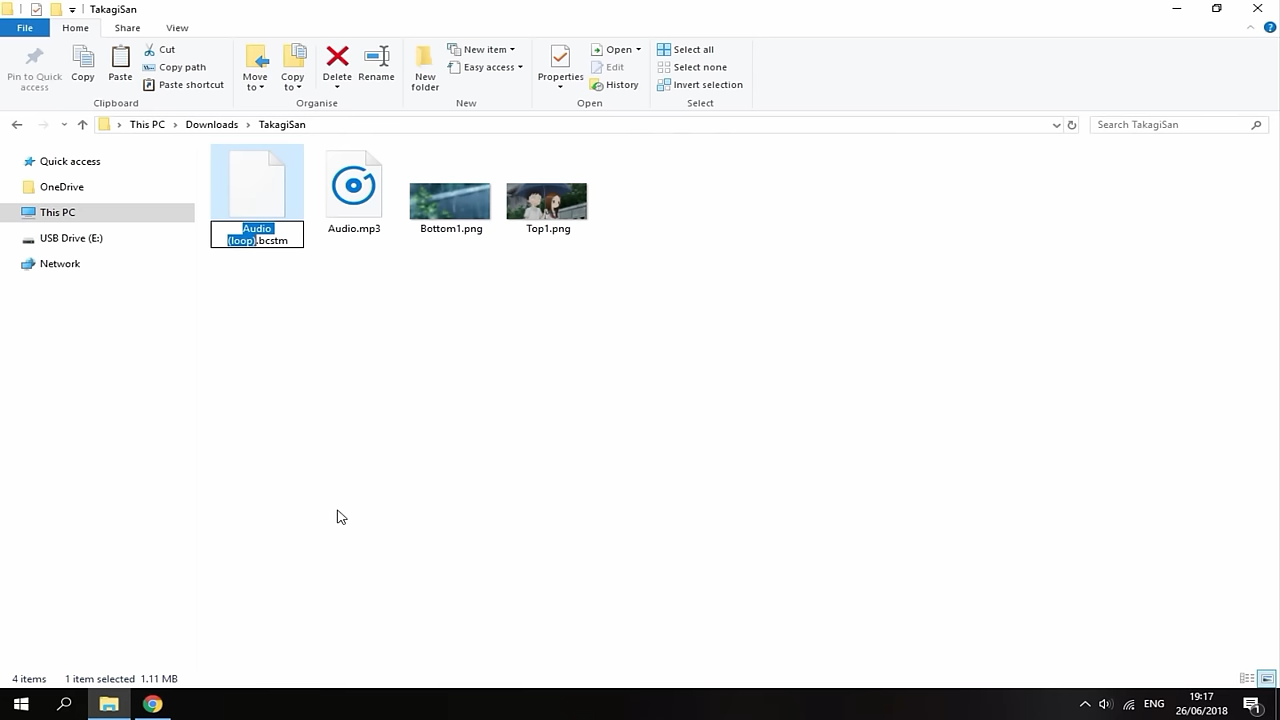 TakagiSan
File
Home
Share
View
Pin to Quick
access
Copy
Paste
Cut
Copy path
Paste shortcut
Clipboard
Move
to
Copy
to
Delete
Rename
Organise
New
folder
New item
Easy access
New
Properties
Open
Edit
History
Open
Select all
Select none
Invert selection
Select
This PC
Downloads
TakagiSan
Search TakagiSan
Quick access
OneDrive
This PC
USB Drive (E:)
Network
Audio
(loop).bcstm
Audio.mp3
Bottom1.png
Top1.png
4 items
1 item selected 1.11 MB
ENG
19:17
26/06/2018
1